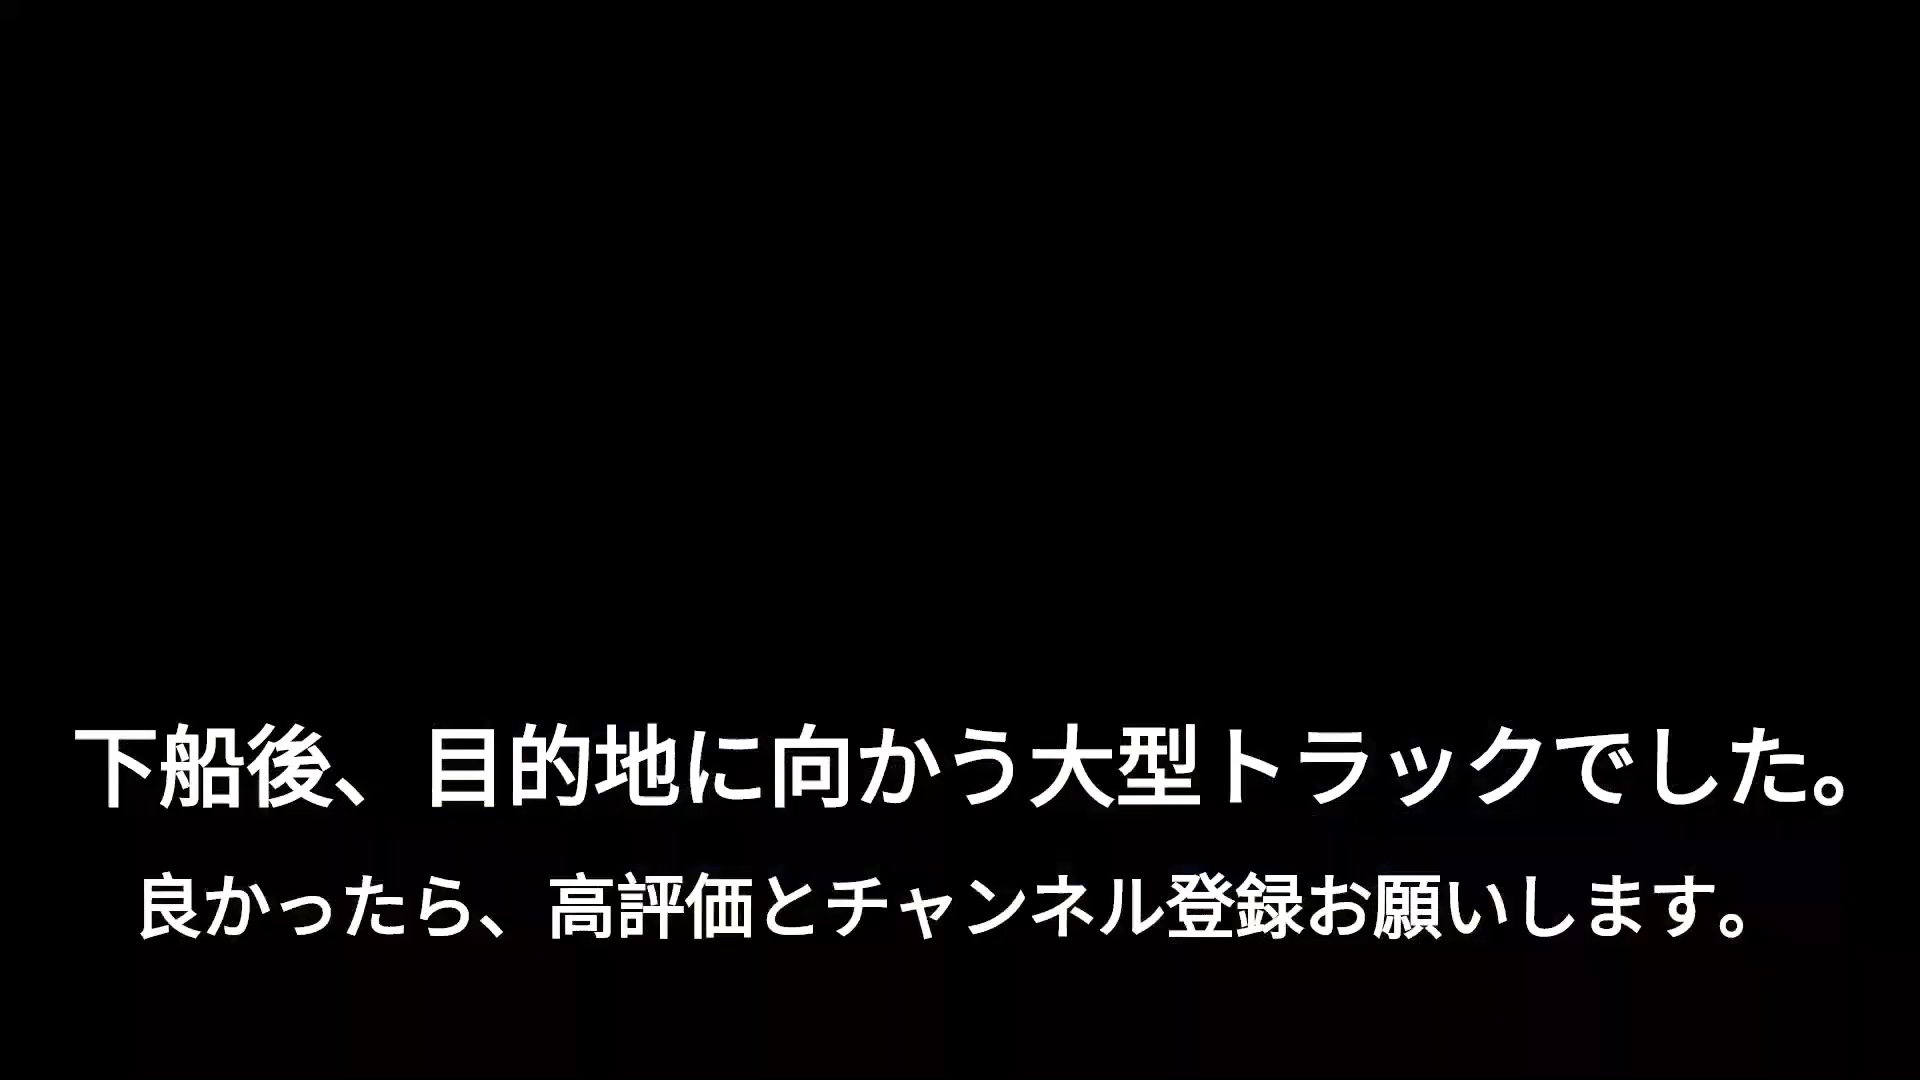 下船後、目的地に向かう大型トラックでした。
良かったら、高評価とチャンネル登録お願いします。